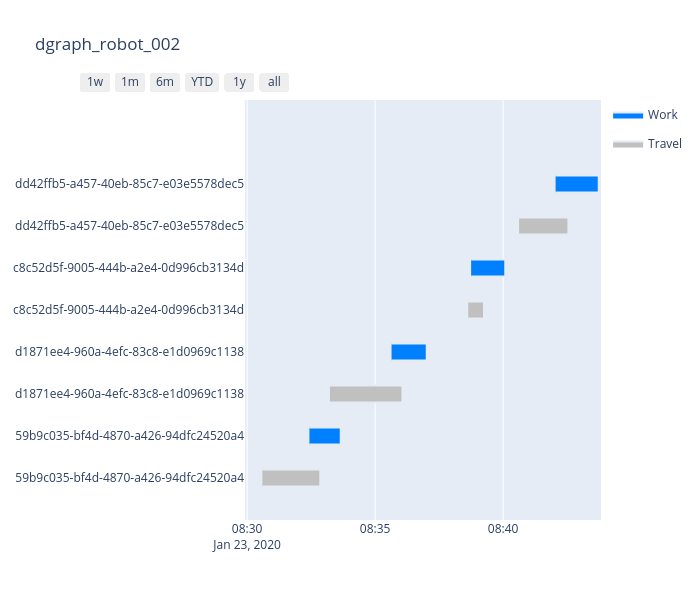 dgraph_robot_002
1w 1m 6m YTD 1y all
Work
Travel
dd42ffb5-a457-40eb-85c7-e03e5578dec5
dd42ffb5-a457-40eb-85c7-e03e5578dec5
c8c52d5f-9005-444b-a2e4-0d996cb3134d
c8c52d5f-9005-444b-a2e4-0d996cb3134d
d1871ee4-960a-4efc-83c8-e1d0969c1138
d1871ee4-960a-4efc-83c8-e1d0969c1138
59b9c035-bf4d-4870-a426-94dfc24520a4
59b9c035-bf4d-4870-a426-94dfc24520a4
08:30 08:35 08:40
Jan 23, 2020